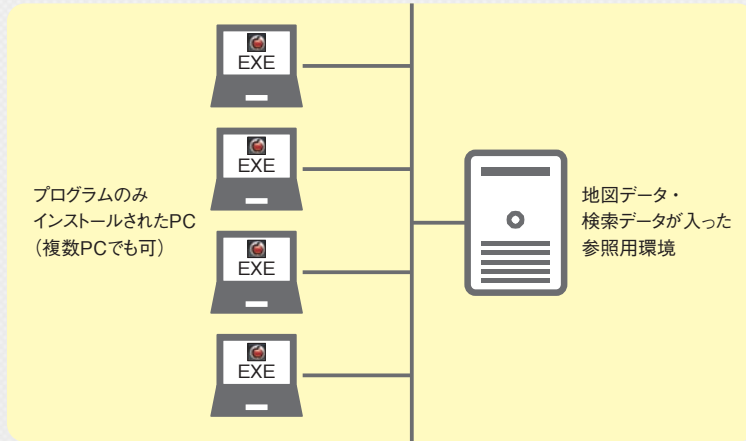 EXE
EXE
EXE
EXE
プログラムのみ
インストールされたPC
（複数PCでも可）
地図データ・
検索データが入った
参照用環境